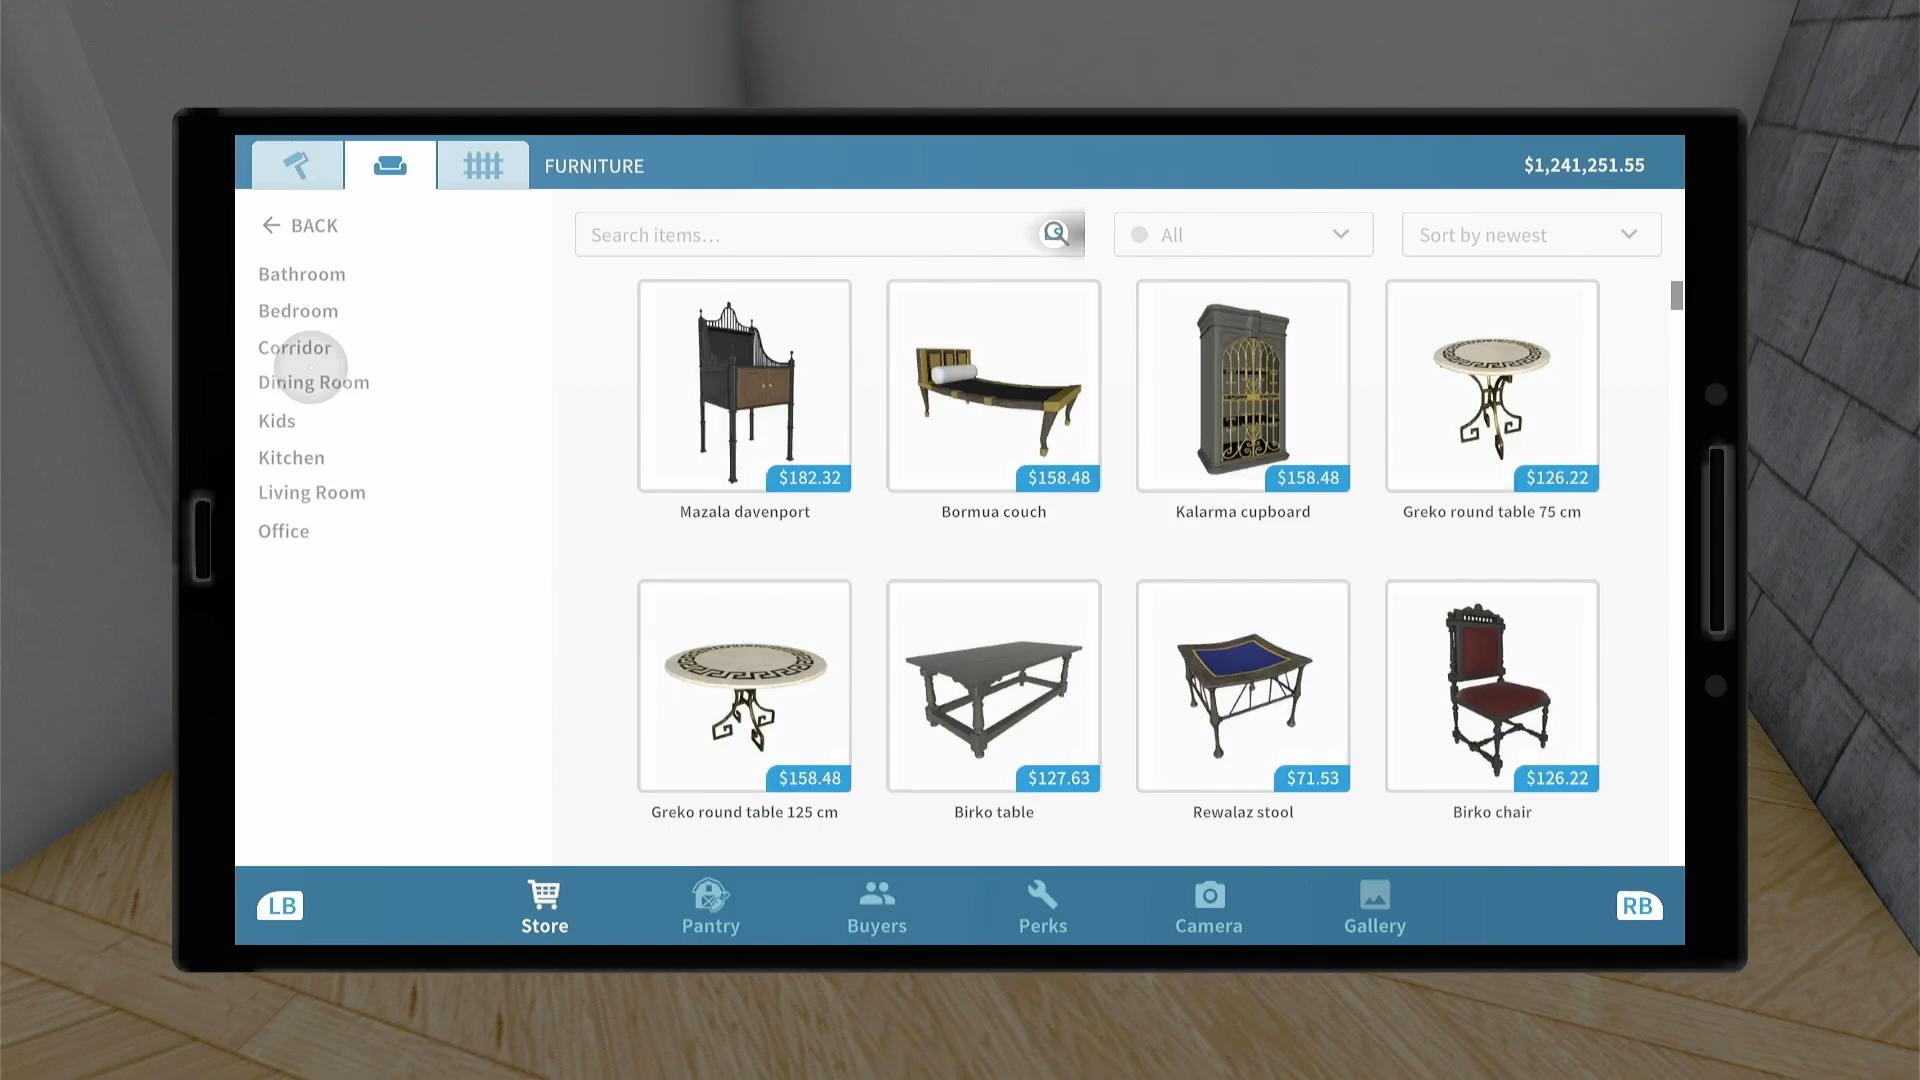 FURNITURE
$1,241,251.55
BACK
Search items...
All
Sort by newest
Bathroom
Bedroom
Corridor
Dining Room
Kids
Kitchen
Living Room
Office
$182.32
$158.48
$158.48
$126.22
Mazala davenport
Bormua couch
Kalarma cupboard
Greko round table 75 cm
$158.48
$127.63
$71.53
$126.22
Greko round table 125 cm
Birko table
Rewalaz stool
Birko chair
LB
Store
Pantry
Buyers
Perks
Camera
Gallery
RB